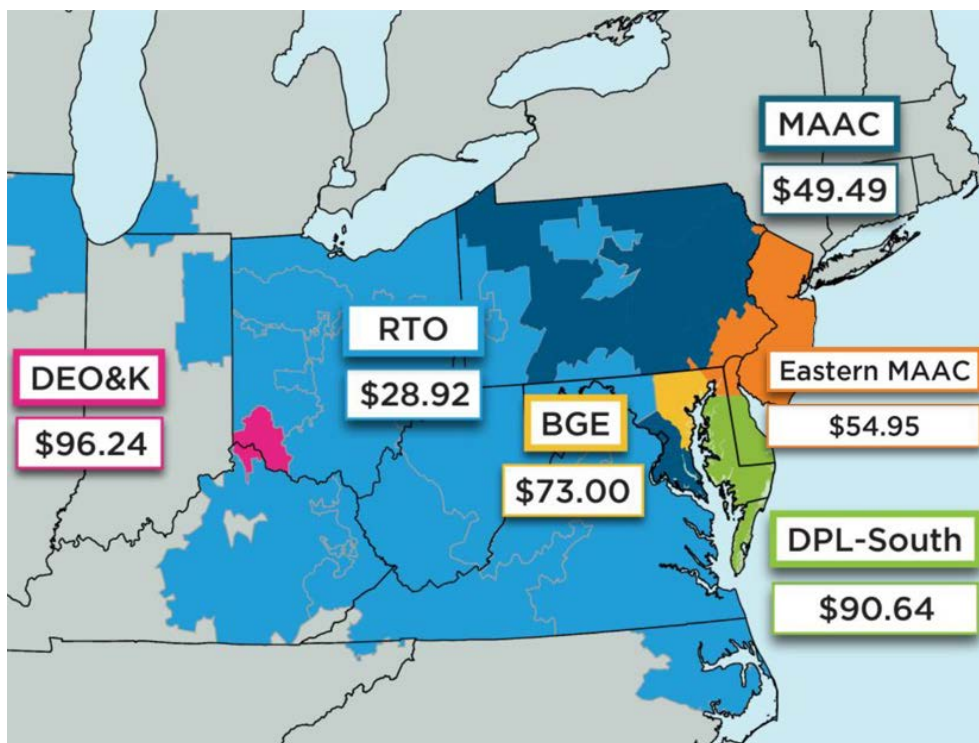 MAAC
$49.49
RTO
$28.92
DEO&K
$96.24
Eastern MAAC
$54.95
BGE
$73.00
DPL-South
$90.64